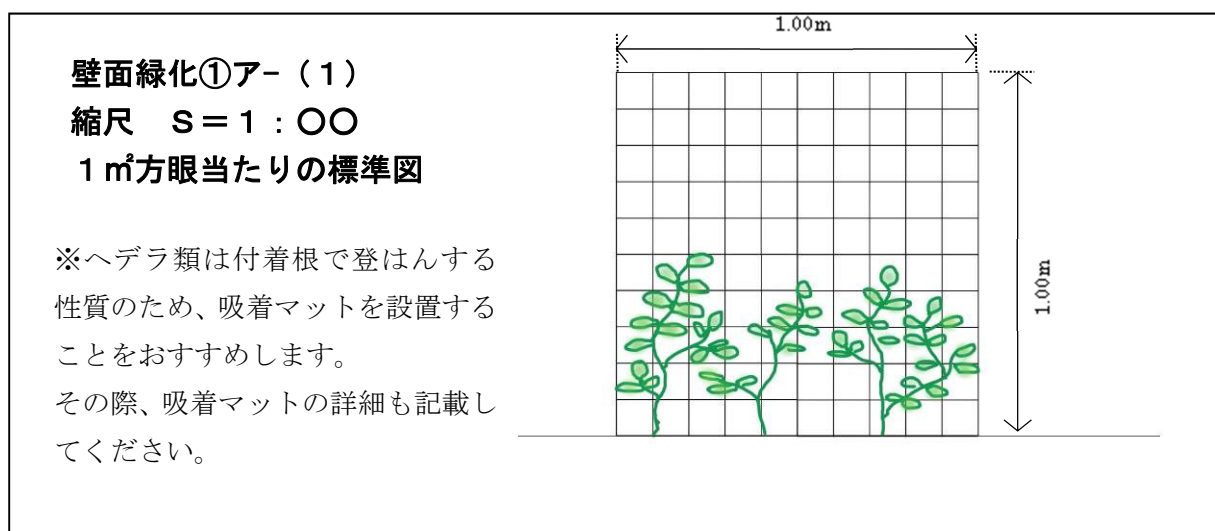 1.00m
壁面緑化①ア-（1）
縮尺　S＝1：〇〇
1㎡方眼当たりの標準図
※ヘデラ類は付着根で登はんする
性質のため、吸着マットを設置する
ことをおすすめします。
その際、吸着マットの詳細も記載し
てください。
1.00m